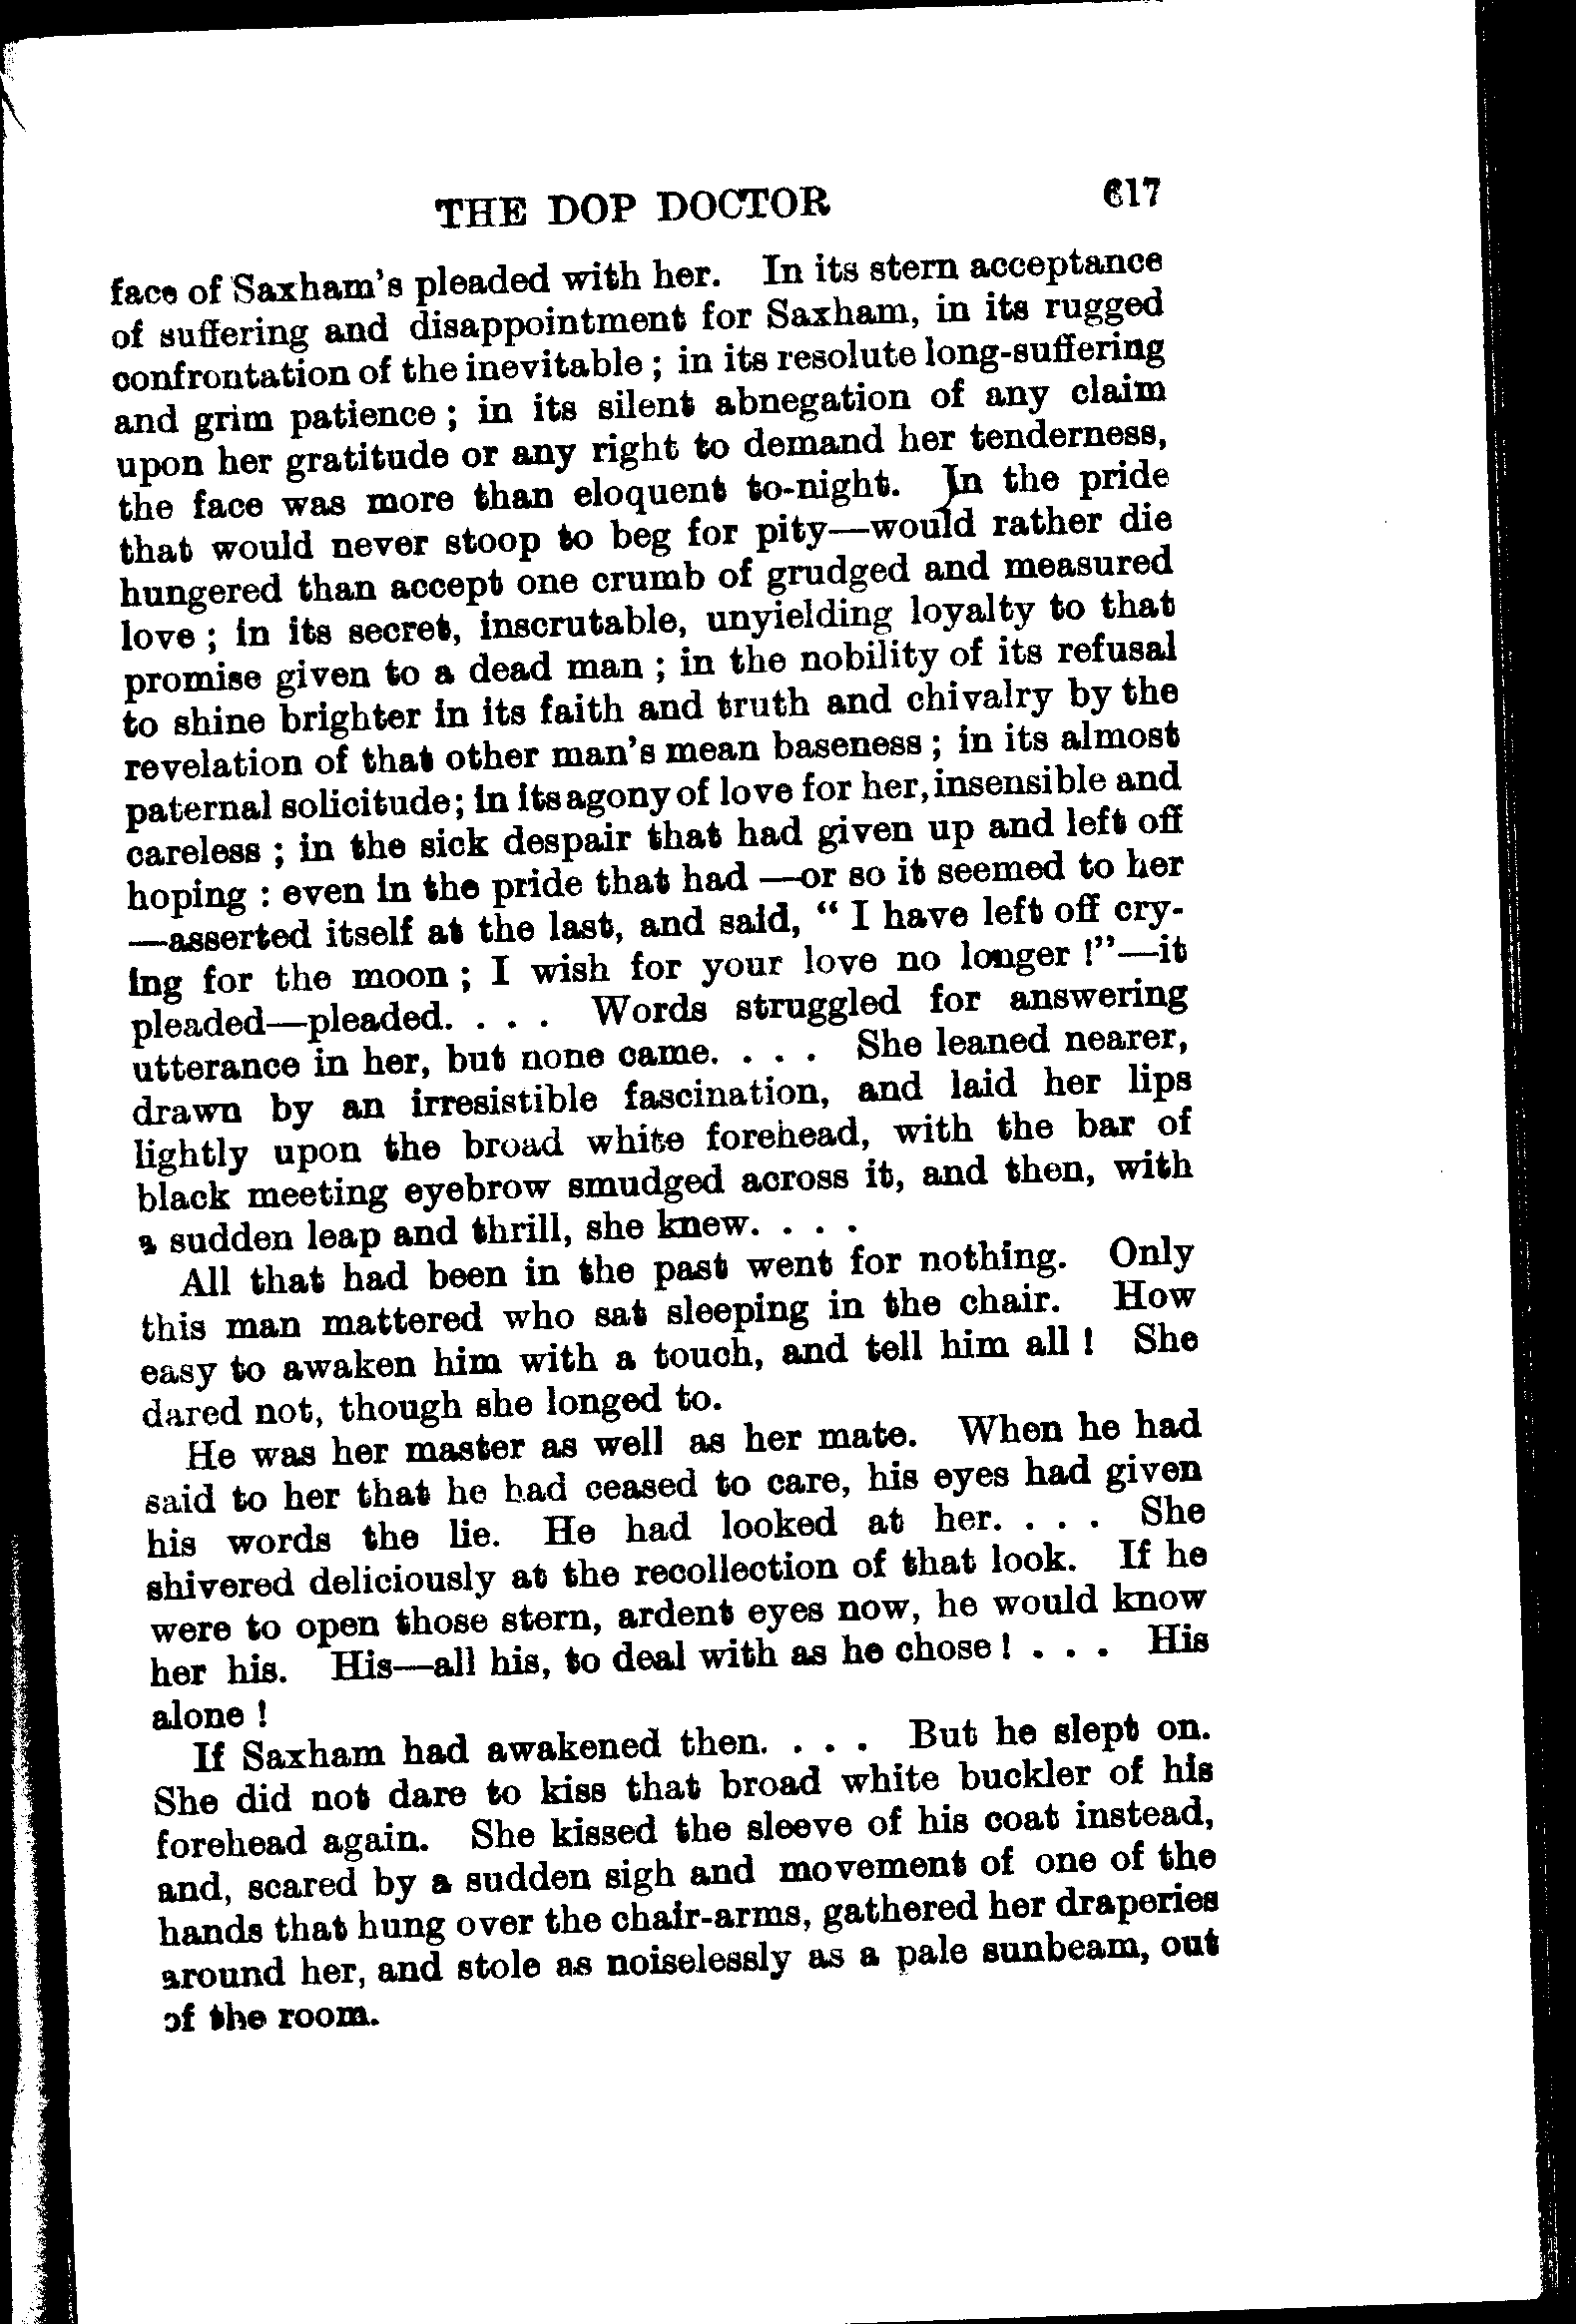 THE DOP DOCTOR 617
face of Saxham's pleaded with her. In its stern acceptance
of suffering and disappointment for Saxham, in its rugged
confrontation of the inevitable ; in its resolute long-suffering
and grim patience ; in its silent abnegation of any claim
upon her gratitude or any right to demand her tenderness,
the face was more than eloquent to-night. In the pride
that would never stoop to beg for pity—would rather die
hungered than accept one crumb of grudged and measured
love ; in its secret, inscrutable, unyielding loyalty to that
promise given to a dead man ; in the nobility of its refusal
to shine brighter in its faith and truth and chivalry by the
revelation of that other man's mean baseness ; in its almost
paternal solicitude; in its agony of love for her, insensible and
careless ; in the sick despair that had given up and left off
hoping : even in the pride that had —or so it seemed to her
—asserted itself at the last, and said, “ I have left off cry-
ing for the moon ; I wish for your love no longer !”—it
pleaded—pleaded. . . . Words struggled for answering
utterance in her, but none came. . . . She leaned nearer,
drawn by an irresistible fascination, and laid her lips
lightly upon the broad white forehead, with the bar of
black meeting eyebrow smudged across it, and then, with
a sudden leap and thrill, she knew. . . .
All that had been in the past went for nothing. Only
this man mattered who sat sleeping in the chair. How
easy to awaken him with a touch, and tell him all ! She
dared not, though she longed to.
He was her master as well as her mate. When he had
said to her that he had ceased to care, his eyes had given
his words the lie. He had looked at her. . . . She
shivered deliciously at the recollection of that look. If he
were to open those stern, ardent eyes now, he would know
her his. His—all his, to deal with as he chose ! . . . His
alone !
If Saxham had awakened then. . . . But he slept on.
She did not dare to kiss that broad white buckler of his
forehead again. She kissed the sleeve of his coat instead,
and, scared by a sudden sigh and movement of one of the
hands that hung over the chair-arms, gathered her draperies
around her, and stole as noiselessly as a pale sunbeam, out
of the room.